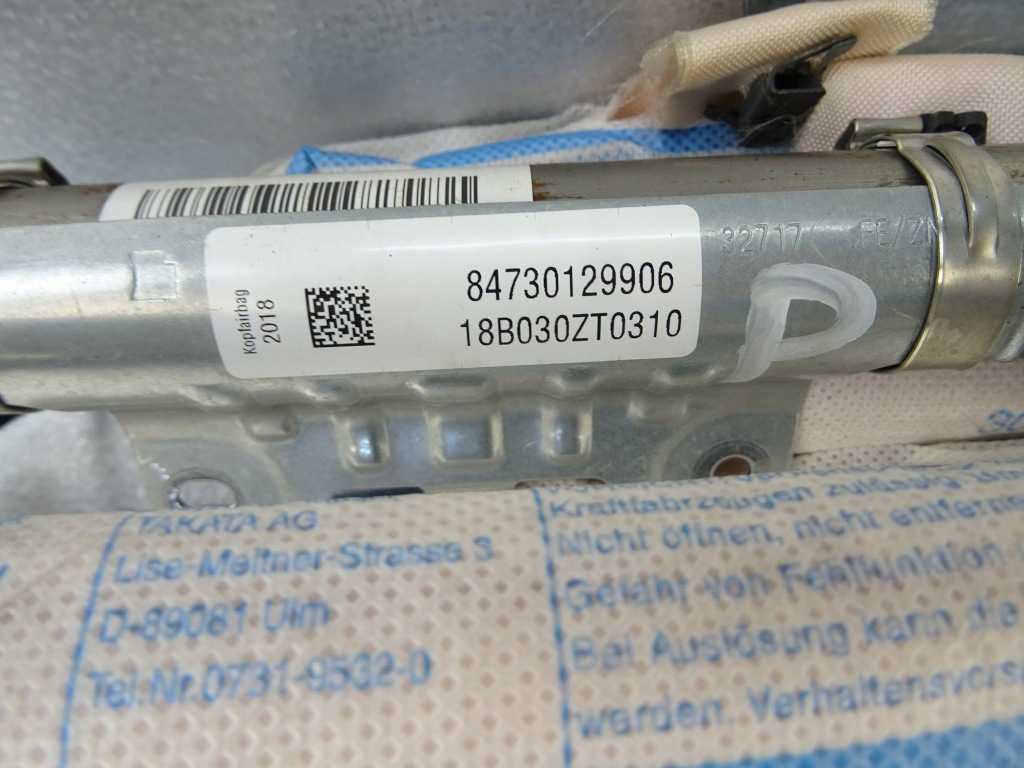 32717 FE/ZN
84730129906
18B030ZT0310
Kopfairbag
2018
P
TAKATA AG
Lise-Meitner-Strasse 3
D-89081 Ulm
Tel.Nr.0731-9532-0
Kraftfahrzeugen zulässig
Nicht öffnen, nicht entfernen
Gefahr von Fehlfunktion
Bei Auslösung kann die
werden. Verhaltensvors